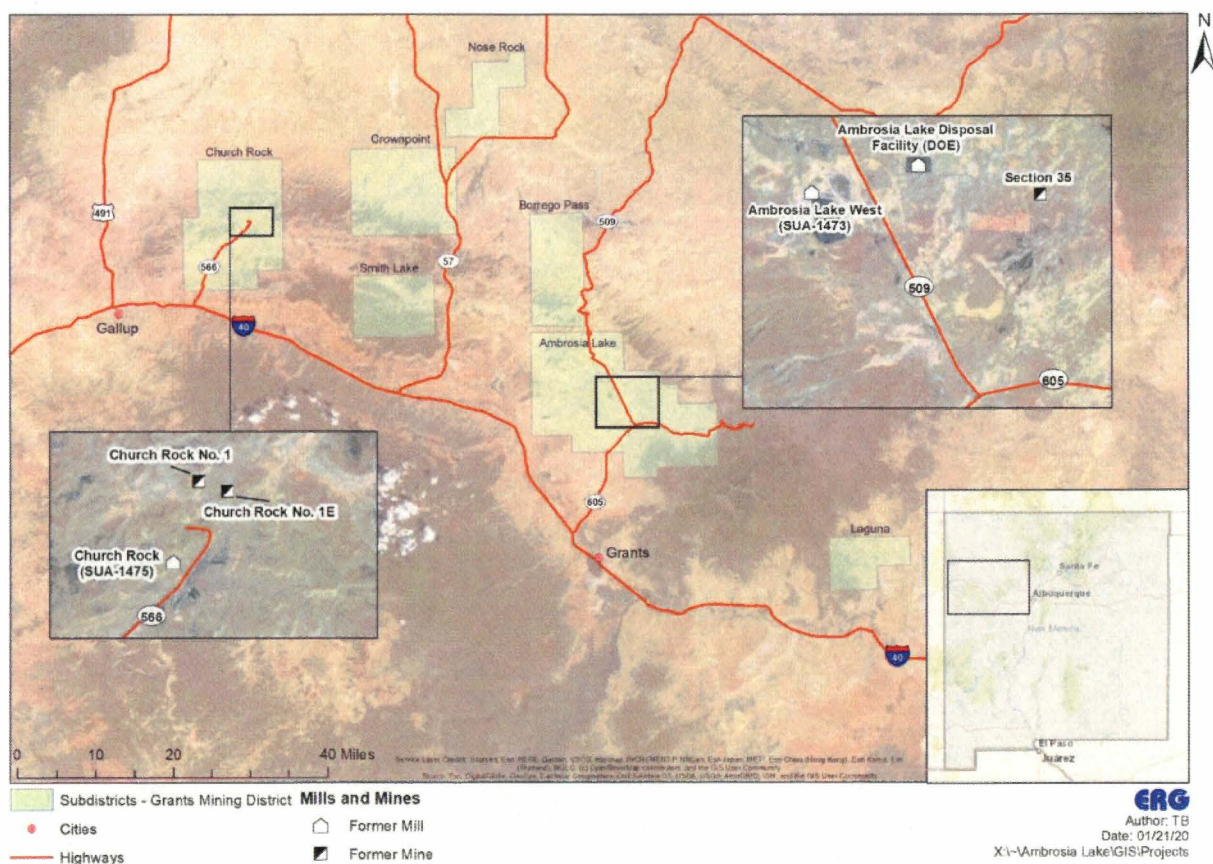 N
Nose Rock
Crownpoint
Church Rock
491
566
Borrego Pass
509
57
Smith Lake
Gallup
40
Ambrosia Lake
605
Grants
Laguna
40
Ambrosia Lake Disposal
Facility (DOE)
Section 35
Ambrosia Lake West
(SUA-1473)
509
605
Church Rock No. 1
Church Rock No. 1E
Church Rock
(SUA-1475)
566
Santa Fe
Albuquerque
New Mexico
El Paso
Juárez
0 10 20 40 Miles
Subdistricts - Grants Mining District
Cities
Highways
Mills and Mines
Former Mill
Former Mine
ERG
Author: TB
Date: 01/21/20
X:\~\Ambrosia Lake\GIS\Projects